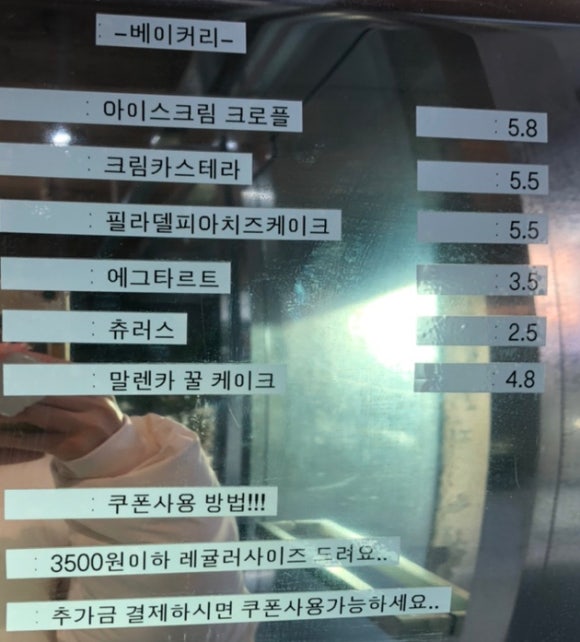 -베이커리-
: 아이스크림 크로플 : 5.8
: 크림카스테라 : 5.5
: 필라델피아치즈케이크 : 5.5
: 에그타르트 : 3.5
: 츄러스 : 2.5
: 말렌카 꿀 케이크 : 4.8
: 쿠폰사용 방법!!!
: 3500원이하 레귤러사이즈 드려요..
: 추가금 결제하시면 쿠폰사용가능하세요..